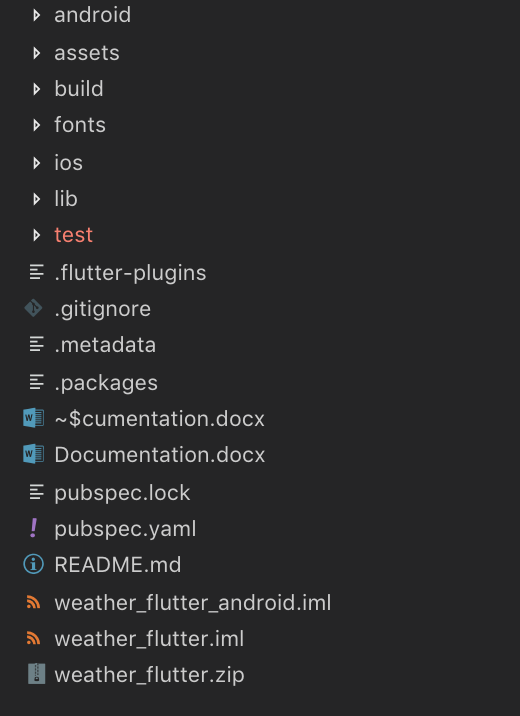 android
assets
build
fonts
ios
lib
test
.flutter-plugins
.gitignore
.metadata
.packages
~$cumentation.docx
Documentation.docx
pubspec.lock
pubspec.yaml
README.md
weather_flutter_android.iml
weather_flutter.iml
weather_flutter.zip